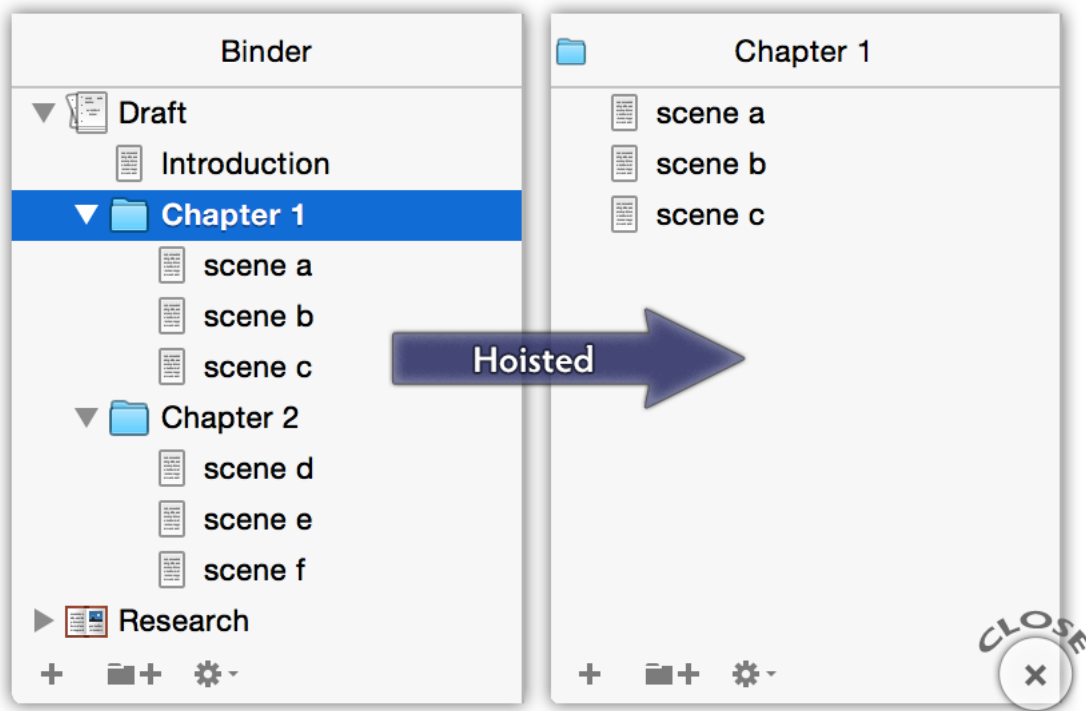 Binder
Draft
Introduction
Chapter 1
scene a
scene b
scene c
Chapter 2
scene d
scene e
scene f
Research
Hoisted
Chapter 1
scene a
scene b
scene c
CLOSE